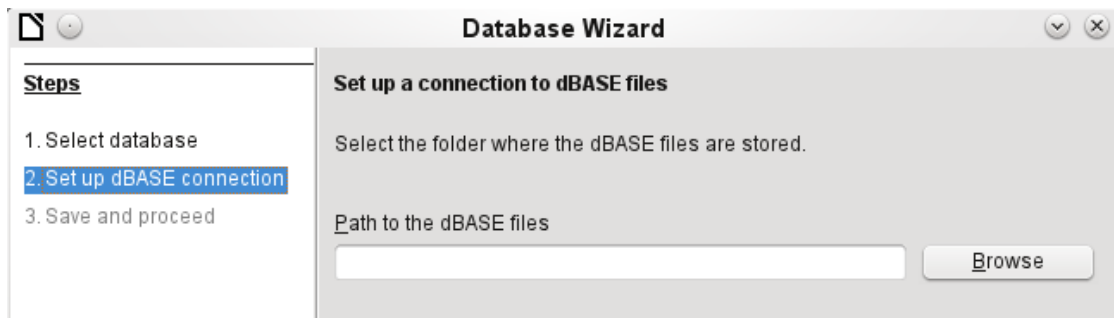 Database Wizard
Steps
1. Select database
2. Set up dBASE connection
3. Save and proceed
Set up a connection to dBASE files
Select the folder where the dBASE files are stored.
Path to the dBASE files
Browse